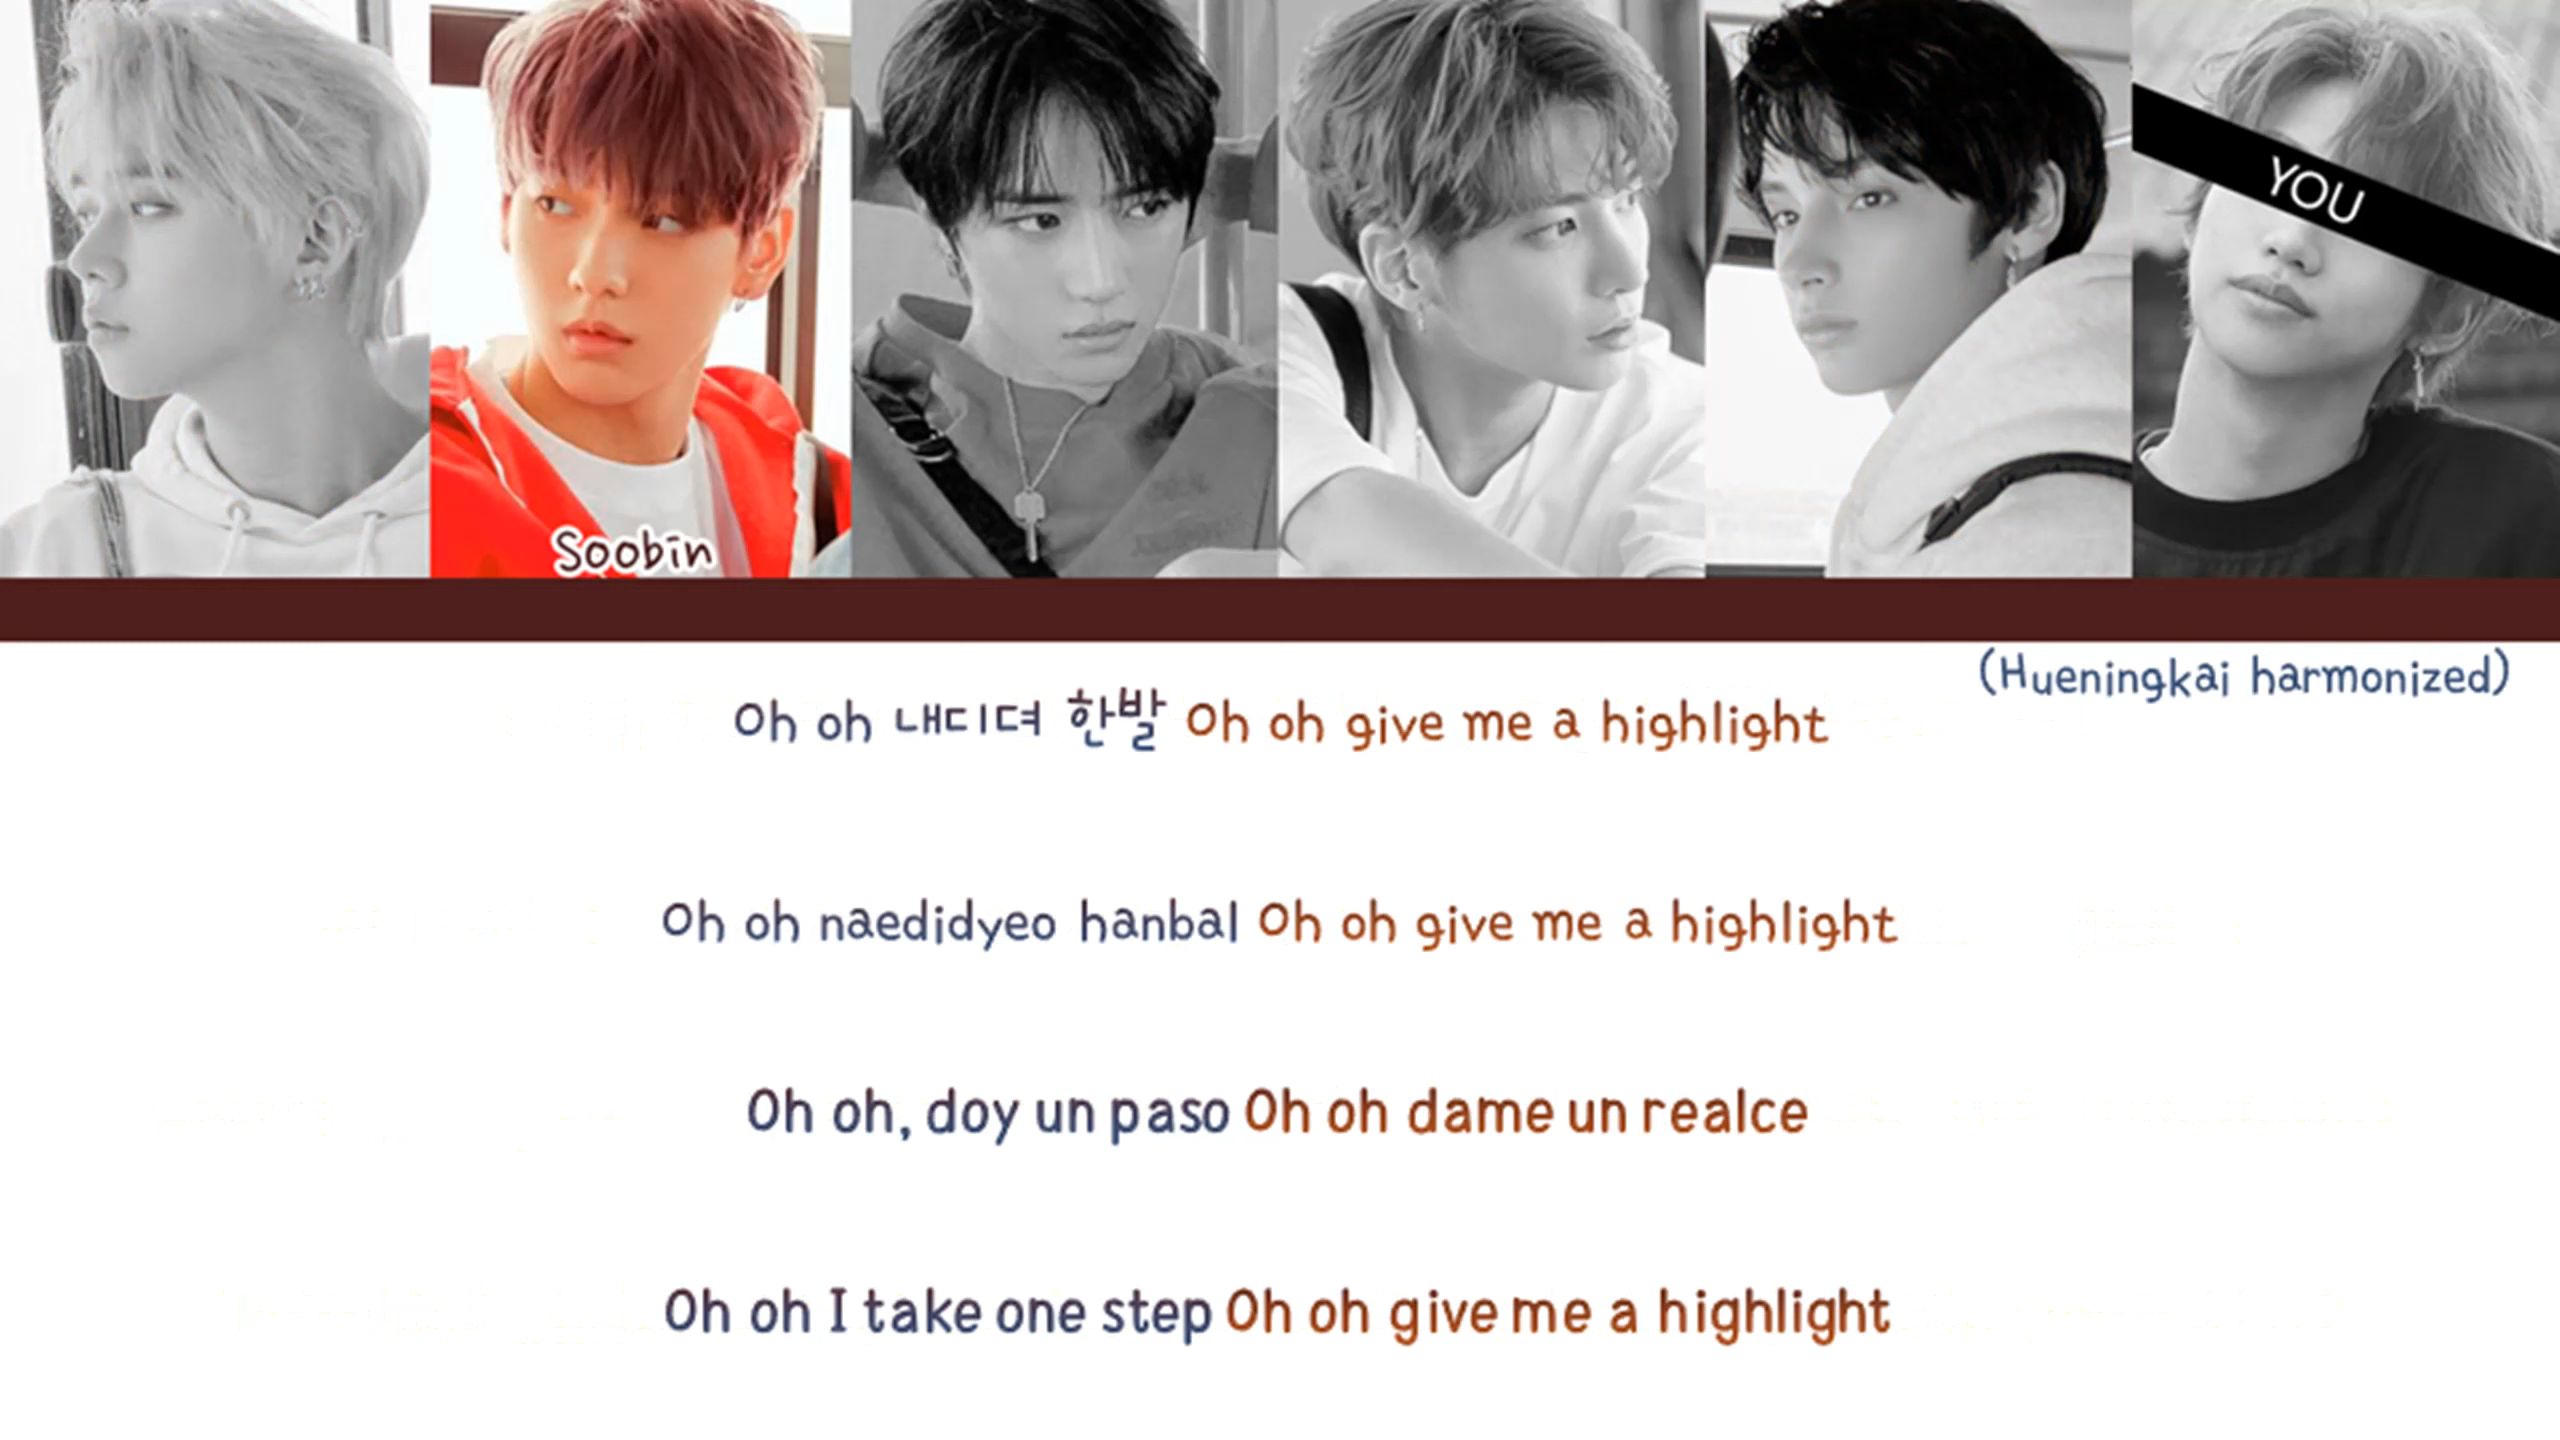 YOU
Soobin
(Hueningkai harmonized)
Oh oh 내디뎌 한발 Oh oh give me a highlight
Oh oh naedidyeo hanbal Oh oh give me a highlight
Oh oh, doy un paso Oh oh dame un realce
Oh oh I take one step Oh oh give me a highlight